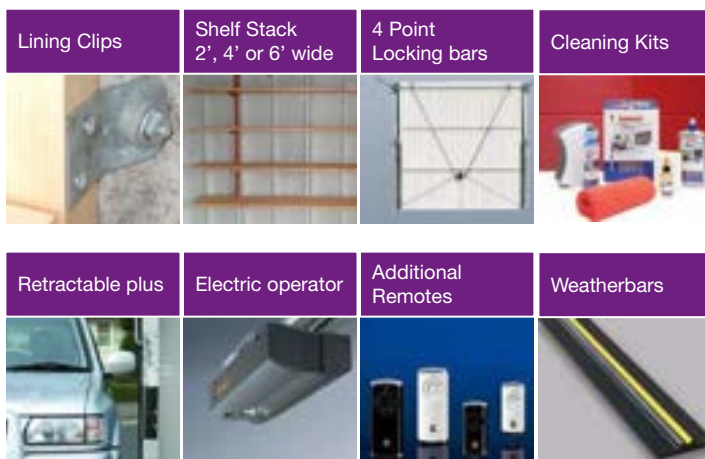 Lining Clips
Shelf Stack
2’, 4’ or 6’ wide
4 Point
Locking bars
Cleaning Kits
Retractable plus
Electric operator
Additional
Remotes
Weatherbars